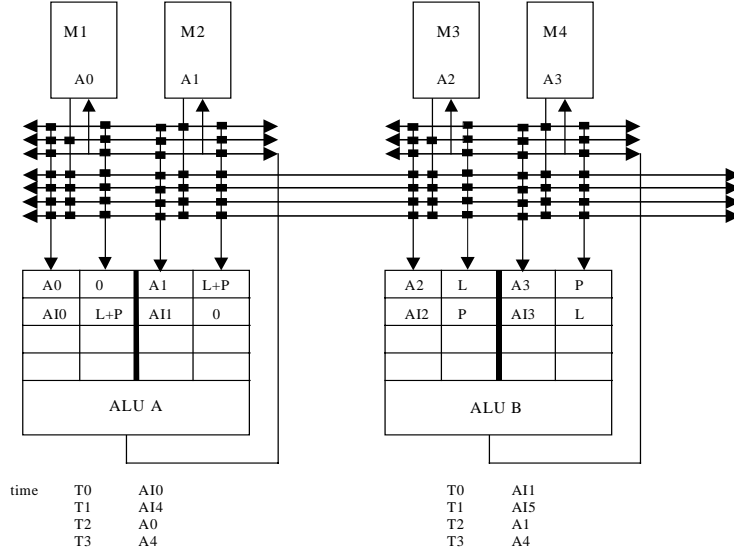 M1 M2 M3 M4
A0 A1 A2 A3
A0 0 A1 L+P A2 L A3 P
AI0 L+P AI1 0 AI2 P AI3 L
ALU A ALU B
time T0 AI0 T0 AI1
T1 AI4 T1 AI5
T2 A0 T2 A1
T3 A4 T3 A4